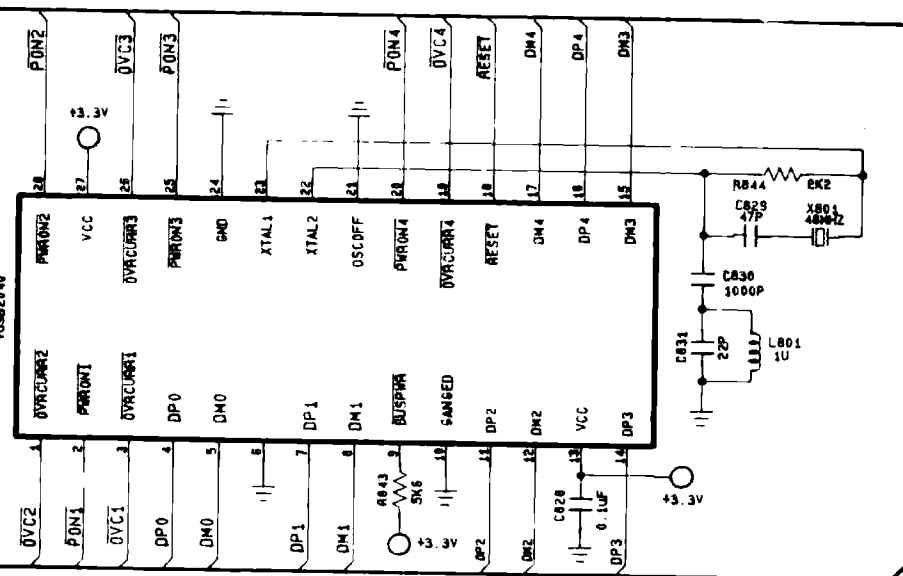 PON2
OVC3
PON3
PON4
OVC4
RESET
DM4
DP4
DM3
+3.3V
28
27
26
25
24
23
22
21
20
19
18
17
16
15
PWRON2
VCC
OVRCURR3
PWRON3
GND
XTAL1
XTAL2
OSCOFF
PWRON4
OVRCURR4
RESET
DM4
DP4
DM3
R844 2K2
C829
47P
X801
48MHZ
C830
1000P
C831
22P
L801
1U
OVRCURR2
PWRON1
OVRCURR1
DP0
DM0
DP1
DM1
BUSPWR
GANGED
DP2
DM2
VCC
DP3
1
2
3
4
5
6
7
8
9
10
11
12
13
14
OVC2
PON1
OVC1
DP0
DM0
DP1
DM1
R843
5K6
+3.3V
DP2
DM2
C828
0.1uF
+3.3V
DP3